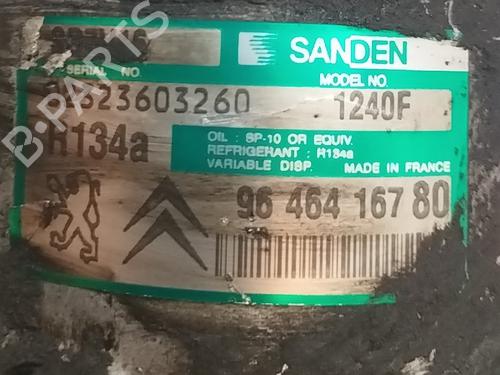 SANDEN
SERIAL NO.
MODEL NO.
23603260
1240F
R134a
OIL : SP-10 OR EQUIV.
REFRIGERANT : R134a
VARIABLE DISP. MADE IN FRANCE
96 464 167 80
B-PARTS